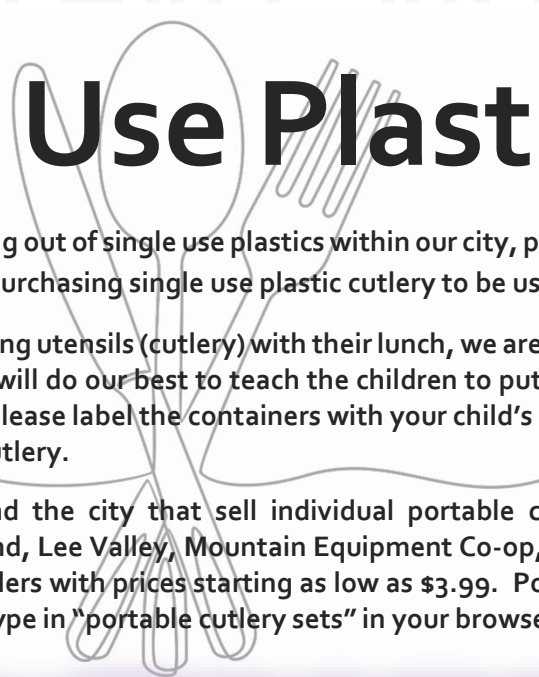 Use Plast
g out of single use plastics within our city, p
urchasing single use plastic cutlery to be us
ng utensils (cutlery) with their lunch, we are
will do our best to teach the children to put
lease label the containers with your child's
tlery.
nd the city that sell individual portable c
nd, Lee Valley, Mountain Equipment Co-op,
lers with prices starting as low as $3.99. Po
ype in “portable cutlery sets” in your browse